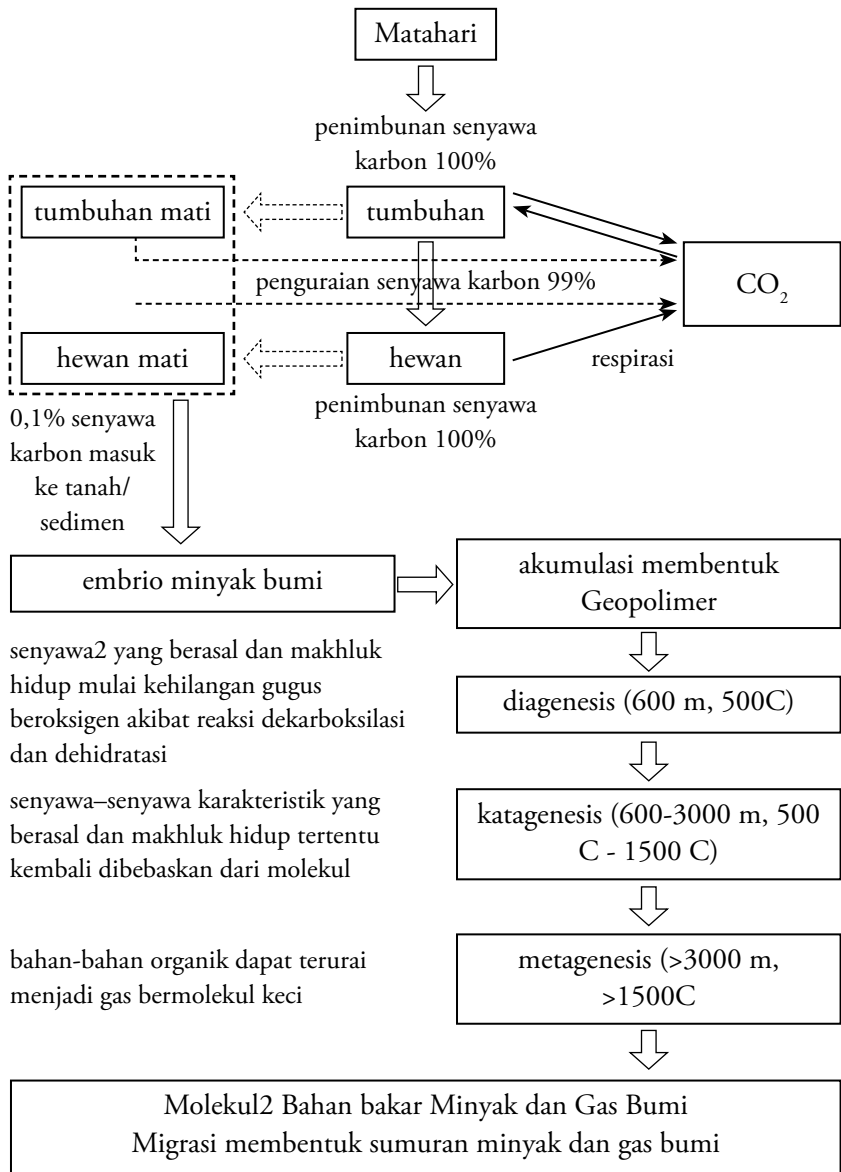 Matahari
penimbunan senyawa
karbon 100%
tumbuhan mati
tumbuhan
penguraian senyawa karbon 99%
CO₂
hewan mati
hewan
respirasi
penimbunan senyawa
karbon 100%
0,1% senyawa
karbon masuk
ke tanah/
sedimen
embrio minyak bumi
akumulasi membentuk
Geopolimer
senyawa2 yang berasal dan makhluk
hidup mulai kehilangan gugus
beroksigen akibat reaksi dekarboksilasi
dan dehidratasi
diagenesis (600 m, 500C)
senyawa–senyawa karakteristik yang
berasal dan makhluk hidup tertentu
kembali dibebaskan dari molekul
katagenesis (600-3000 m, 500
C - 1500 C)
bahan-bahan organik dapat terurai
menjadi gas bermolekul keci
metagenesis (>3000 m,
>1500C
Molekul2 Bahan bakar Minyak dan Gas Bumi
Migrasi membentuk sumuran minyak dan gas bumi